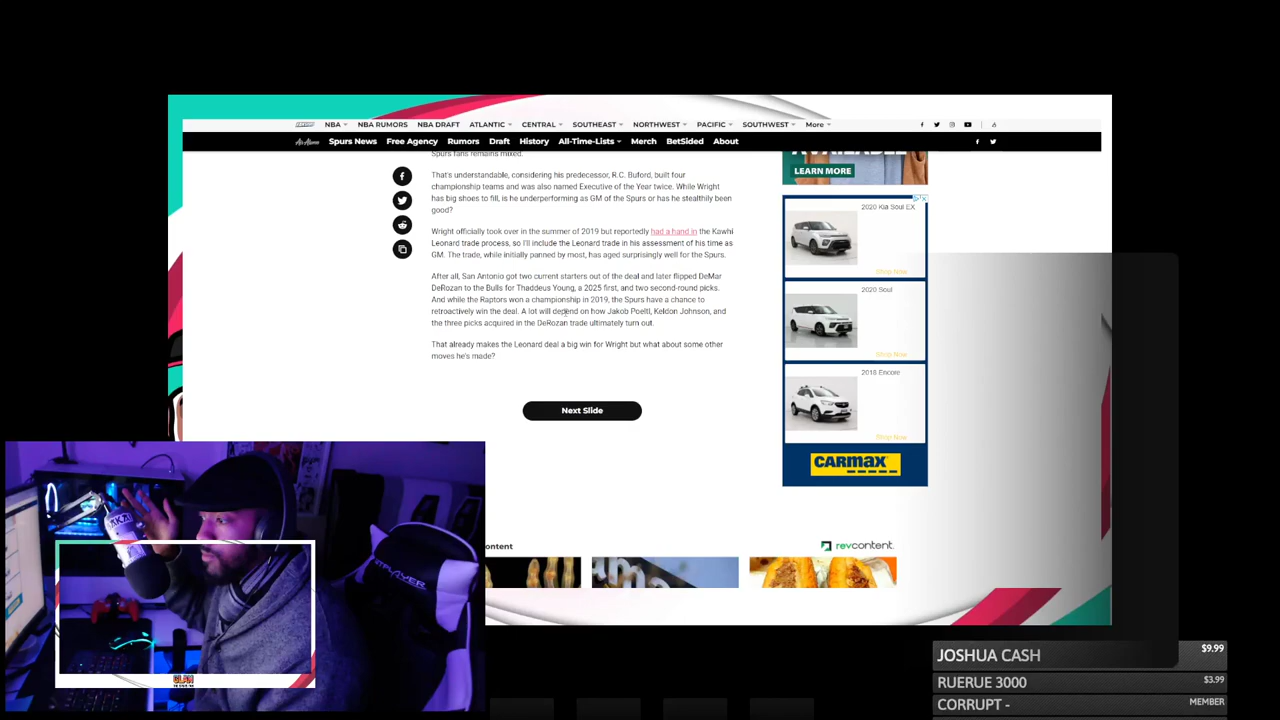 NBA NBA RUMORS NBA DRAFT ATLANTIC CENTRAL SOUTHEAST NORTHWEST PACIFIC SOUTHWEST More
Spurs News Free Agency Rumors Draft History All-Time-Lists Merch BetSided About
Spurs fans remains mixed.
That's understandable, considering his predecessor, R.C. Buford, built four
championship teams and was also named Executive of the Year twice. While Wright
has big shoes to fill, is he underperforming as GM of the Spurs or has he stealthily been
good?
Wright officially took over in the summer of 2019 but reportedly had a hand in the Kawhi
Leonard trade process, so I'll include the Leonard trade in his assessment of his time as
GM. The trade, while initially panned by most, has aged surprisingly well for the Spurs.
After all, San Antonio got two current starters out of the deal and later flipped DeMar
DeRozan to the Bulls for Thaddeus Young, a 2025 first, and two second-round picks.
And while the Raptors won a championship in 2019, the Spurs have a chance to
retroactively win the deal. A lot will depend on how Jakob Poeltl, Keldon Johnson, and
the three picks acquired in the DeRozan trade ultimately turn out.
That already makes the Leonard deal a big win for Wright but what about some other
moves he's made?
Next Slide
LEARN MORE
2020 Kia Soul EX
Shop Now
2020 Soul
Shop Now
2018 Encore
Shop Now
CARMAX
ontent
revcontent
JOSHUA CASH $9.99
RUERUE 3000 $3.99
CORRUPT - MEMBER